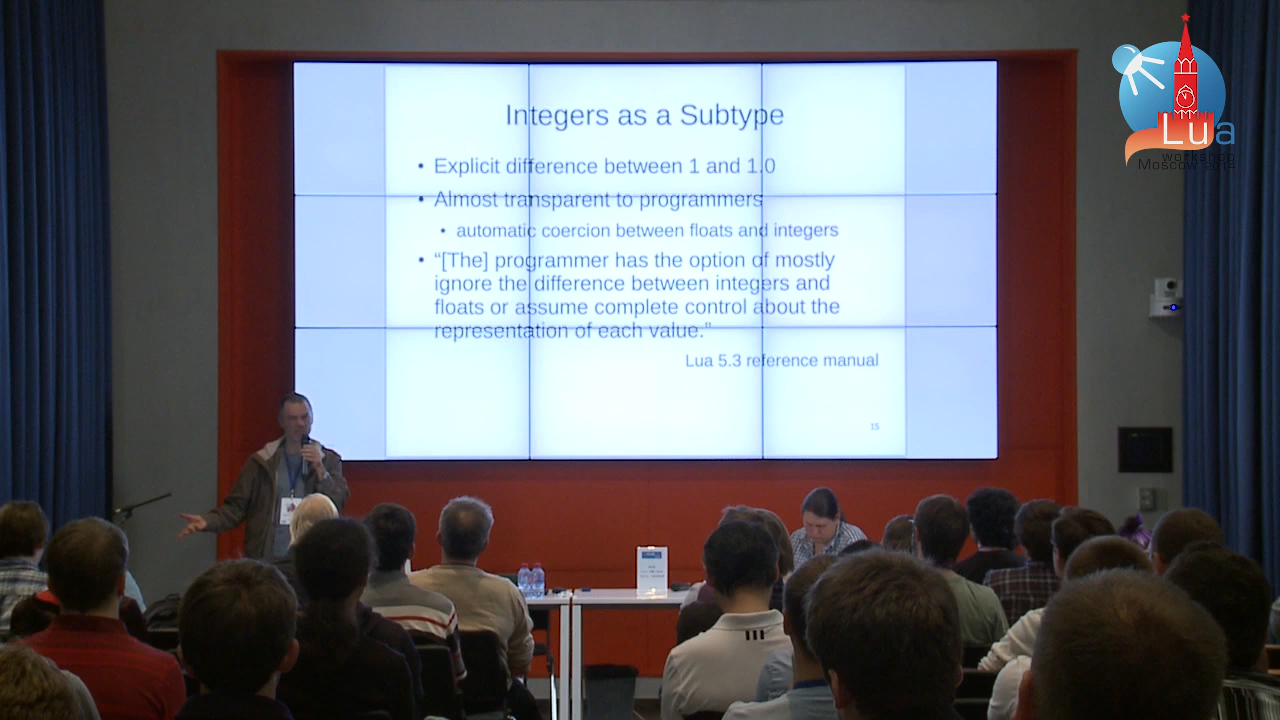 Integers as a Subtype
• Explicit difference between 1 and 1.0
• Almost transparent to programmers
• automatic coercion between floats and integers
• “[The] programmer has the option of mostly
ignore the difference between integers and
floats or assume complete control about the
representation of each value.”
Lua 5.3 reference manual
15
Lua
workshop
Moscow